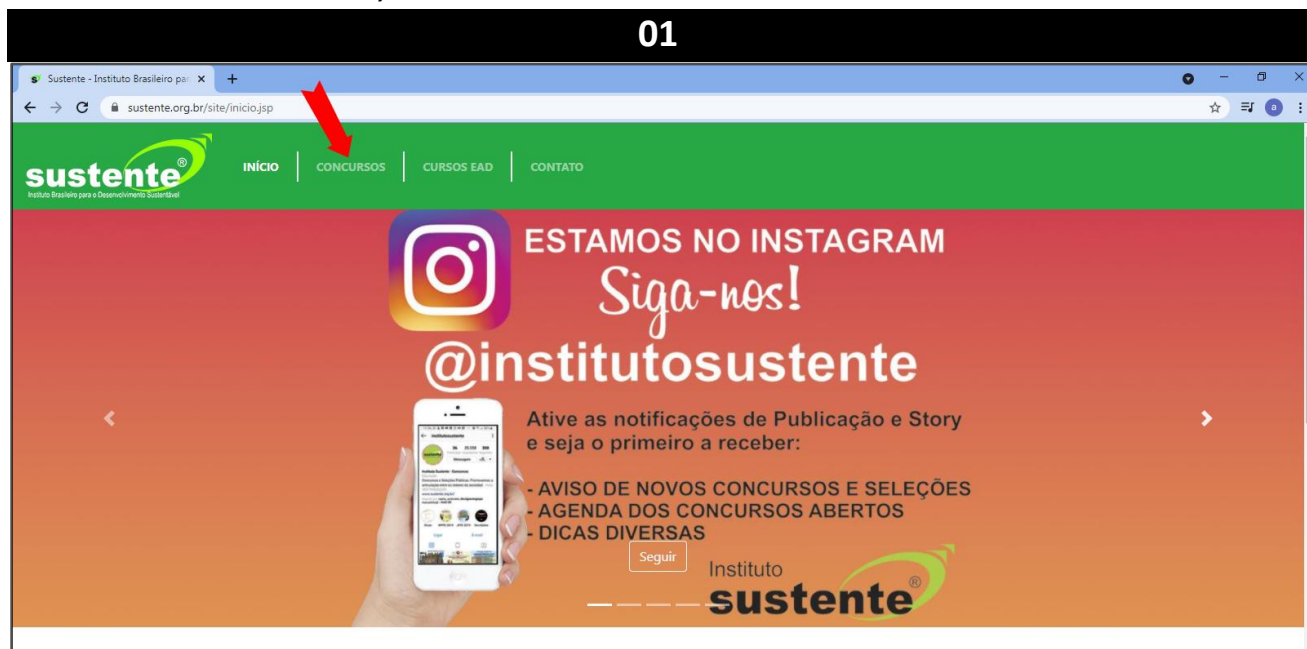 01
Sustente - Instituto Brasileiro par
sustente.org.br/site/inicio.jsp
a
sustente®
Instituto Brasileiro para o Desenvolvimento Sustentável
INÍCIO
CONCURSOS
CURSOS EAD
CONTATO
ESTAMOS NO INSTAGRAM
Siga-nos!
@institutosustente
Ative as notificações de Publicação e Story
e seja o primeiro a receber:
- AVISO DE NOVOS CONCURSOS E SELEÇÕES
- AGENDA DOS CONCURSOS ABERTOS
- DICAS DIVERSAS
Seguir
Instituto
sustente®